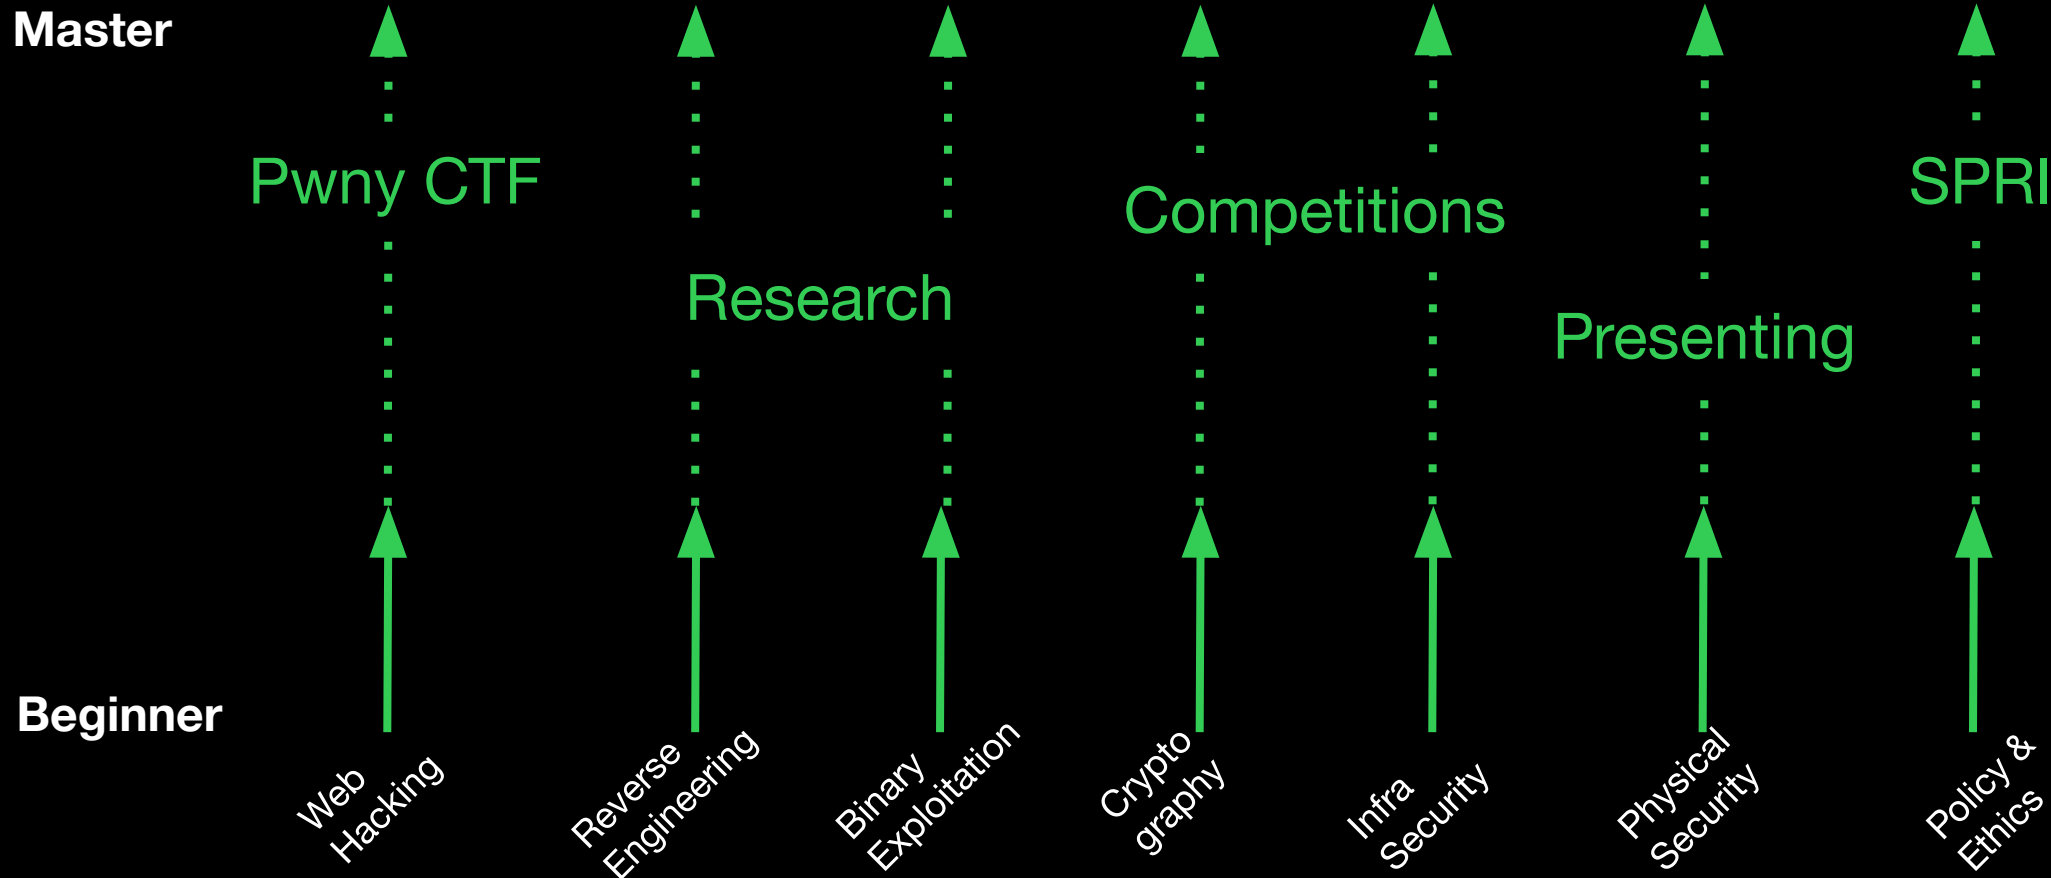 Master
Pwny CTF
SPRI
Competitions
Research
Presenting
Beginner
Web
Hacking
Reverse
Engineering
Binary
Exploitation
Crypto
graphy
Infra
Security
Physical
Security
Policy &
Ethics